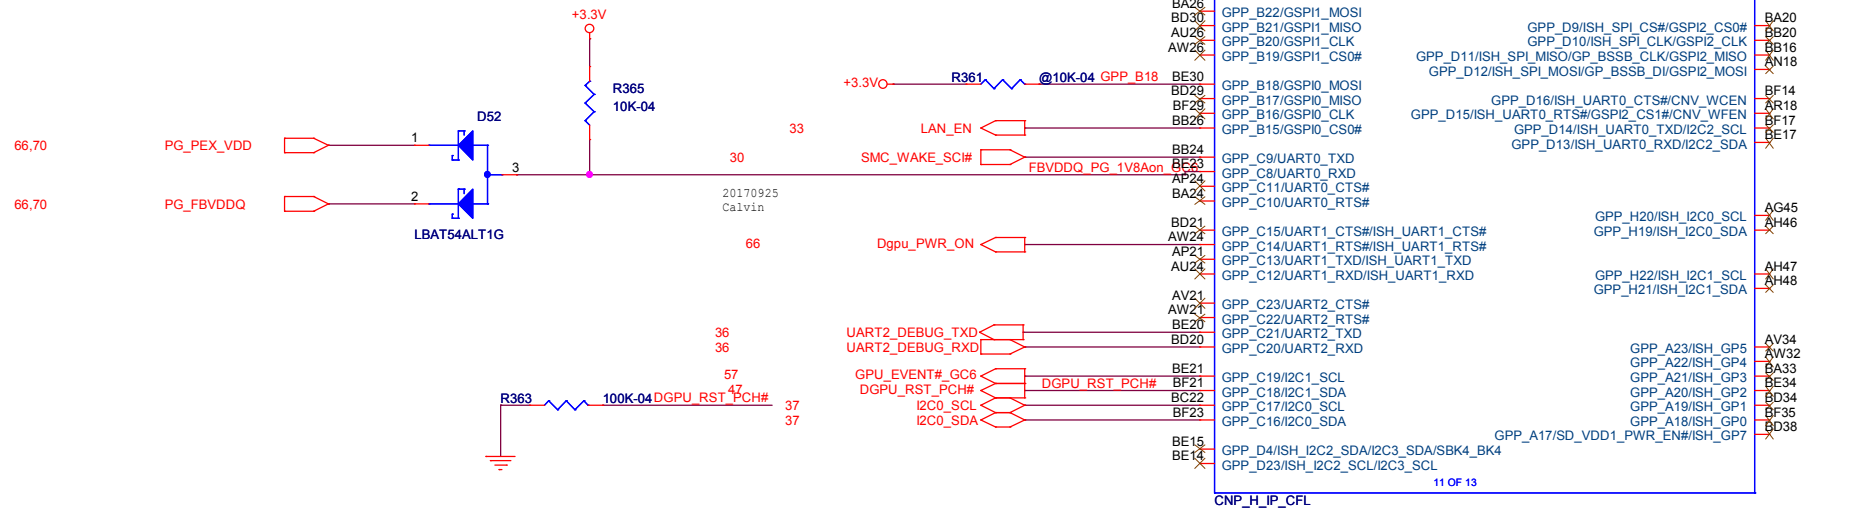 +3.3V
R365
10K-04
D52
66,70 PG_PEX_VDD 1
3
66,70 PG_FBVDDQ 2
LBAT54ALT1G
20170925
Calvin
+3.3V R361 @10K-04 GPP_B18
33 LAN_EN
30 SMC_WAKE_SCI#
66 Dgpu_PWR_ON
36 UART2_DEBUG_TXD
36 UART2_DEBUG_RXD
57 GPU_EVENT#_GC6
47 DGPU_RST_PCH# DGPU_RST_PCH#
37 I2C0_SCL
37 I2C0_SDA
R363 100K-04 DGPU_RST_PCH#
BA26 GPP_B22/GSPI1_MOSI
BD30 GPP_B21/GSPI1_MISO
AU26 GPP_B20/GSPI1_CLK
AW26 GPP_B19/GSPI1_CS0#
BE30 GPP_B18/GSPI0_MOSI
BD29 GPP_B17/GSPI0_MISO
BF29 GPP_B16/GSPI0_CLK
BB26 GPP_B15/GSPI0_CS0#
BB24 GPP_C9/UART0_TXD
BE23 GPP_C8/UART0_RXD
AP24 GPP_C11/UART0_CTS#
BA24 GPP_C10/UART0_RTS#
BD21 GPP_C15/UART1_CTS#/ISH_UART1_CTS#
AW24 GPP_C14/UART1_RTS#/ISH_UART1_RTS#
AP21 GPP_C13/UART1_TXD/ISH_UART1_TXD
AU24 GPP_C12/UART1_RXD/ISH_UART1_RXD
AV21 GPP_C23/UART2_CTS#
AW21 GPP_C22/UART2_RTS#
BE20 GPP_C21/UART2_TXD
BD20 GPP_C20/UART2_RXD
BE21 GPP_C19/I2C1_SCL
BF21 GPP_C18/I2C1_SDA
BC22 GPP_C17/I2C0_SCL
BF23 GPP_C16/I2C0_SDA
BE15 GPP_D4/ISH_I2C2_SDA/I2C3_SDA/SBK4_BK4
BE14 GPP_D23/ISH_I2C2_SCL/I2C3_SCL
GPP_D9/ISH_SPI_CS#/GSPI2_CS0# BA20
GPP_D10/ISH_SPI_CLK/GSPI2_CLK BB20
GPP_D11/ISH_SPI_MISO/GP_BSSB_CLK/GSPI2_MISO BB16
GPP_D12/ISH_SPI_MOSI/GP_BSSB_DI/GSPI2_MOSI AN18
GPP_D16/ISH_UART0_CTS#/CNV_WCEN BF14
GPP_D15/ISH_UART0_RTS#/GSPI2_CS1#/CNV_WFEN AR18
GPP_D14/ISH_UART0_TXD/I2C2_SCL BF17
GPP_D13/ISH_UART0_RXD/I2C2_SDA BE17
GPP_H20/ISH_I2C0_SCL AG45
GPP_H19/ISH_I2C0_SDA AH46
GPP_H22/ISH_I2C1_SCL AH47
GPP_H21/ISH_I2C1_SDA AH48
GPP_A23/ISH_GP5 AV34
GPP_A22/ISH_GP4 AW32
GPP_A21/ISH_GP3 BA33
GPP_A20/ISH_GP2 BE34
GPP_A19/ISH_GP1 BD34
GPP_A18/ISH_GP0 BF35
GPP_A17/SD_VDD1_PWR_EN#/ISH_GP7 BD38
11 OF 13
CNP_H_IP_CFL